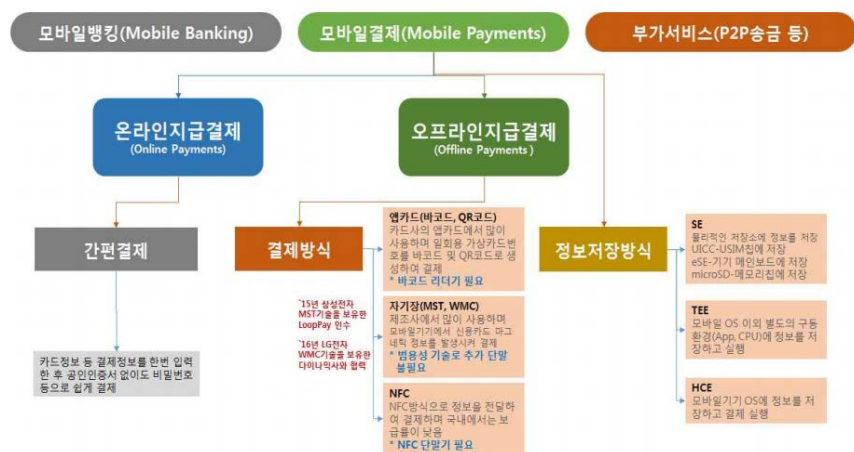 모바일뱅킹(Mobile Banking)
모바일결제(Mobile Payments)
부가서비스(P2P송금 등)
온라인지급결제
(Online Payments)
오프라인지급결제
(Offline Payments)
간편결제
카드정보 등 결제정보를 한번 입력
한 후 공인인증서 없이도 비밀번호
등으로 쉽게 결제
결제방식
`15년 삼성전자
MST기술을 보유한
LoopPay 인수
`16년 LG전자
WMC기술을 보유한
다이나믹사와 협력
앱카드(바코드, QR코드)
카드사의 앱카드에서 많이
사용하며 일회용 가상카드번
호를 바코드 및 QR코드로 생
성하여 결제
* 바코드 리더기 필요
자기장(MST, WMC)
제조사에서 많이 사용하며
모바일기기에서 신용카드 마그
네틱 정보를 발생시켜 결제
* 범용성 기술로 추가 단말
불필요
NFC
NFC방식으로 정보을 전달하
여 결제하며 국내에서는 보
급률이 낮음
* NFC 단말기 필요
정보저장방식
SE
물리적인 저장소에 정보를 저장
UICC-USIM칩에 저장
eSE-기기 메인보드에 저장
microSD-메모리칩에 저장
TEE
모바일 OS 이외 별도의 구동
환경(App, CPU)에 정보를 저
장하고 실행
HCE
모바일기기 OS에 정보를 저
장하고 결제 실행